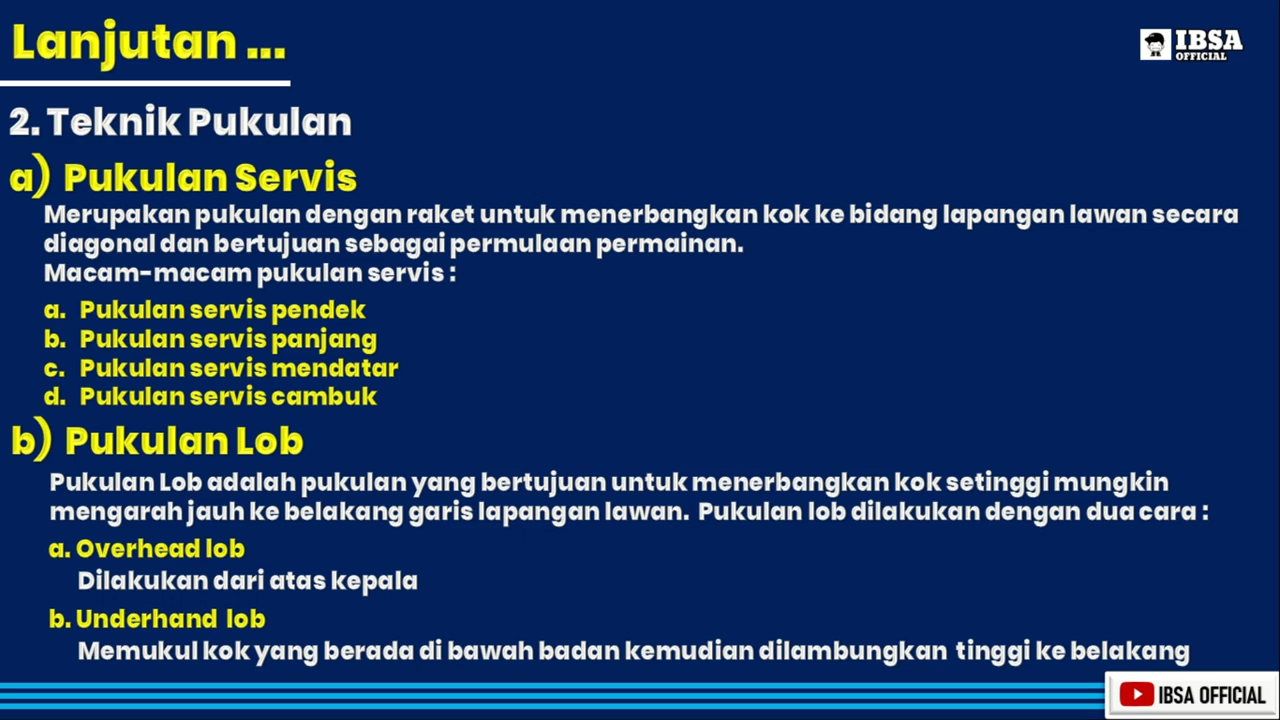 Lanjutan ...
IBSA
OFFICIAL
2. Teknik Pukulan
a) Pukulan Servis
Merupakan pukulan dengan raket untuk menerbangkan kok ke bidang lapangan lawan secara
diagonal dan bertujuan sebagai permulaan permainan.
Macam-macam pukulan servis :
a. Pukulan servis pendek
b. Pukulan servis panjang
c. Pukulan servis mendatar
d. Pukulan servis cambuk
b) Pukulan Lob
Pukulan Lob adalah pukulan yang bertujuan untuk menerbangkan kok setinggi mungkin
mengarah jauh ke belakang garis lapangan lawan. Pukulan lob dilakukan dengan dua cara :
a. Overhead lob
Dilakukan dari atas kepala
b. Underhand lob
Memukul kok yang berada di bawah badan kemudian dilambungkan tinggi ke belakang
IBSA OFFICIAL